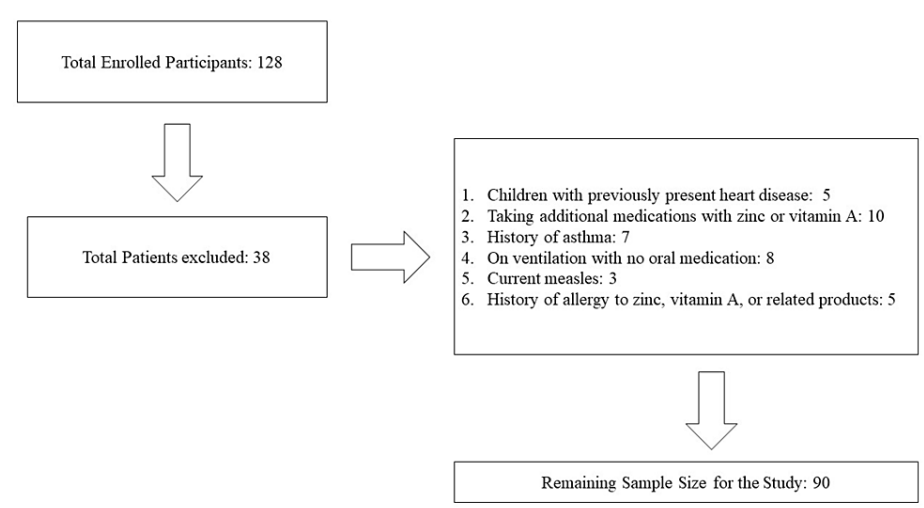 Total Enrolled Participants: 128
Total Patients excluded: 38
1. Children with previously present heart disease: 5
2. Taking additional medications with zinc or vitamin A: 10
3. History of asthma: 7
4. On ventilation with no oral medication: 8
5. Current measles: 3
6. History of allergy to zinc, vitamin A, or related products: 5
Remaining Sample Size for the Study: 90